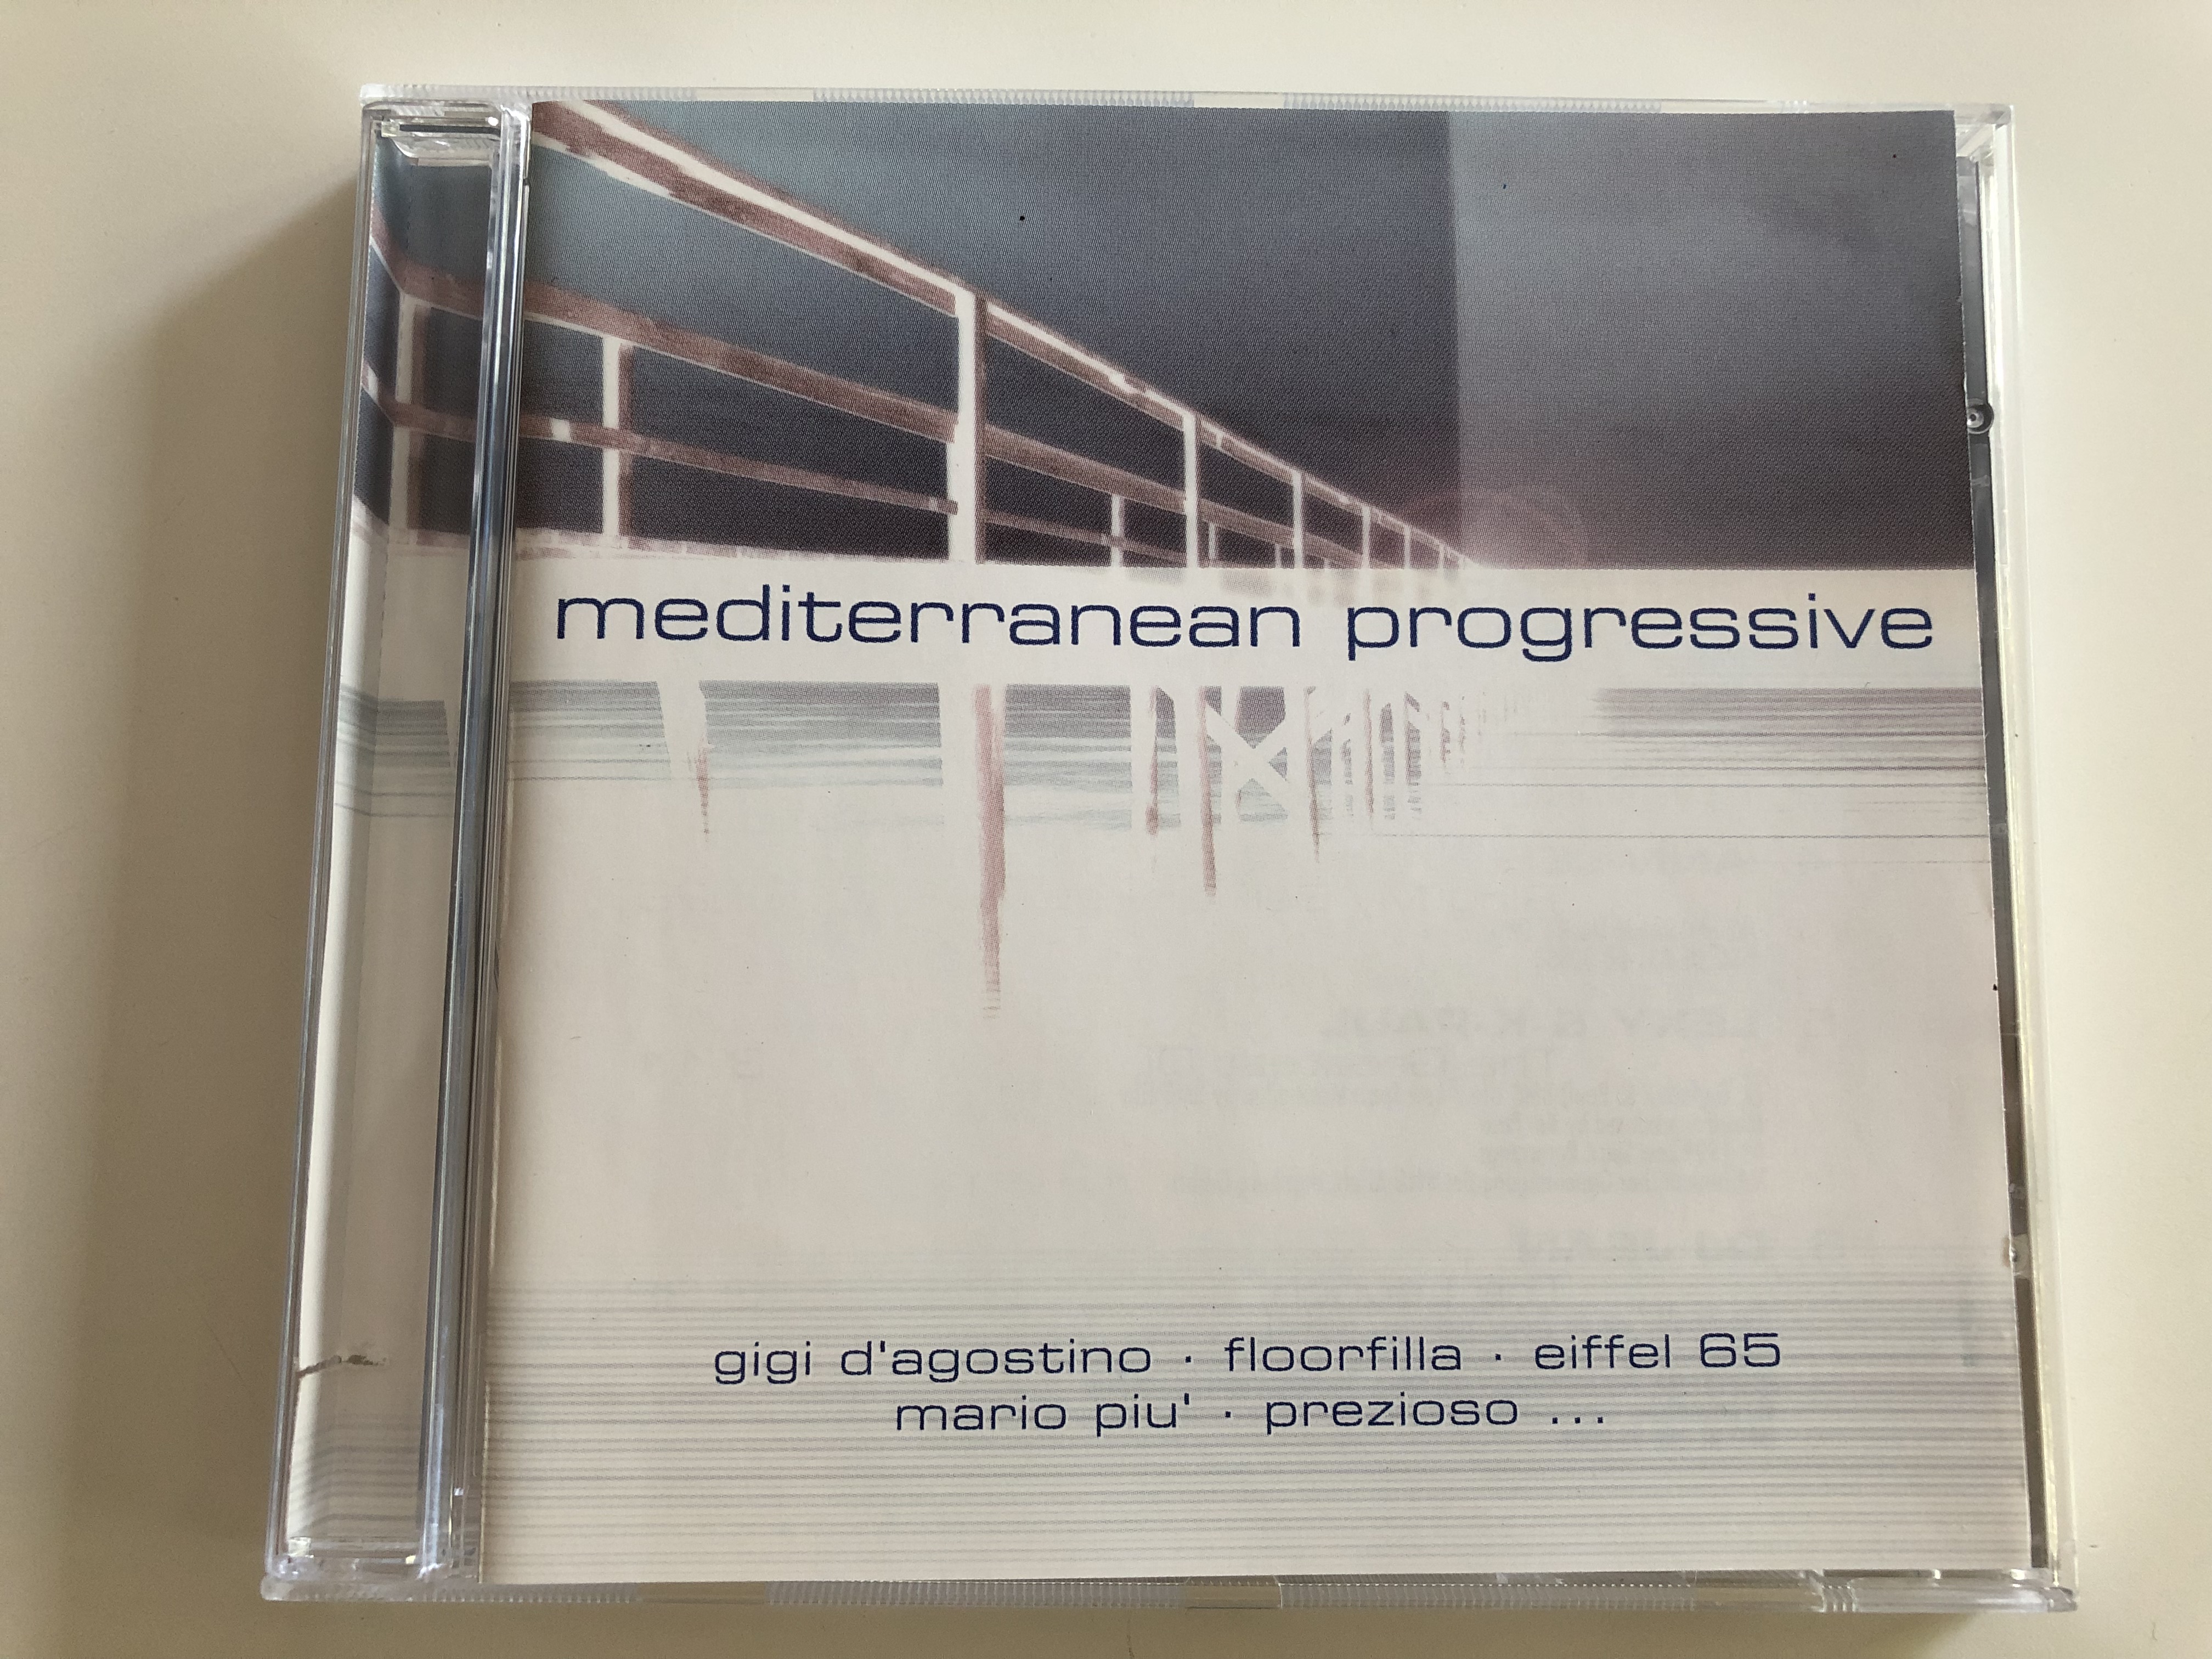 mediterranean progressive
gigi d'agostino · floorfilla · eiffel 65
mario piu' · prezioso ...